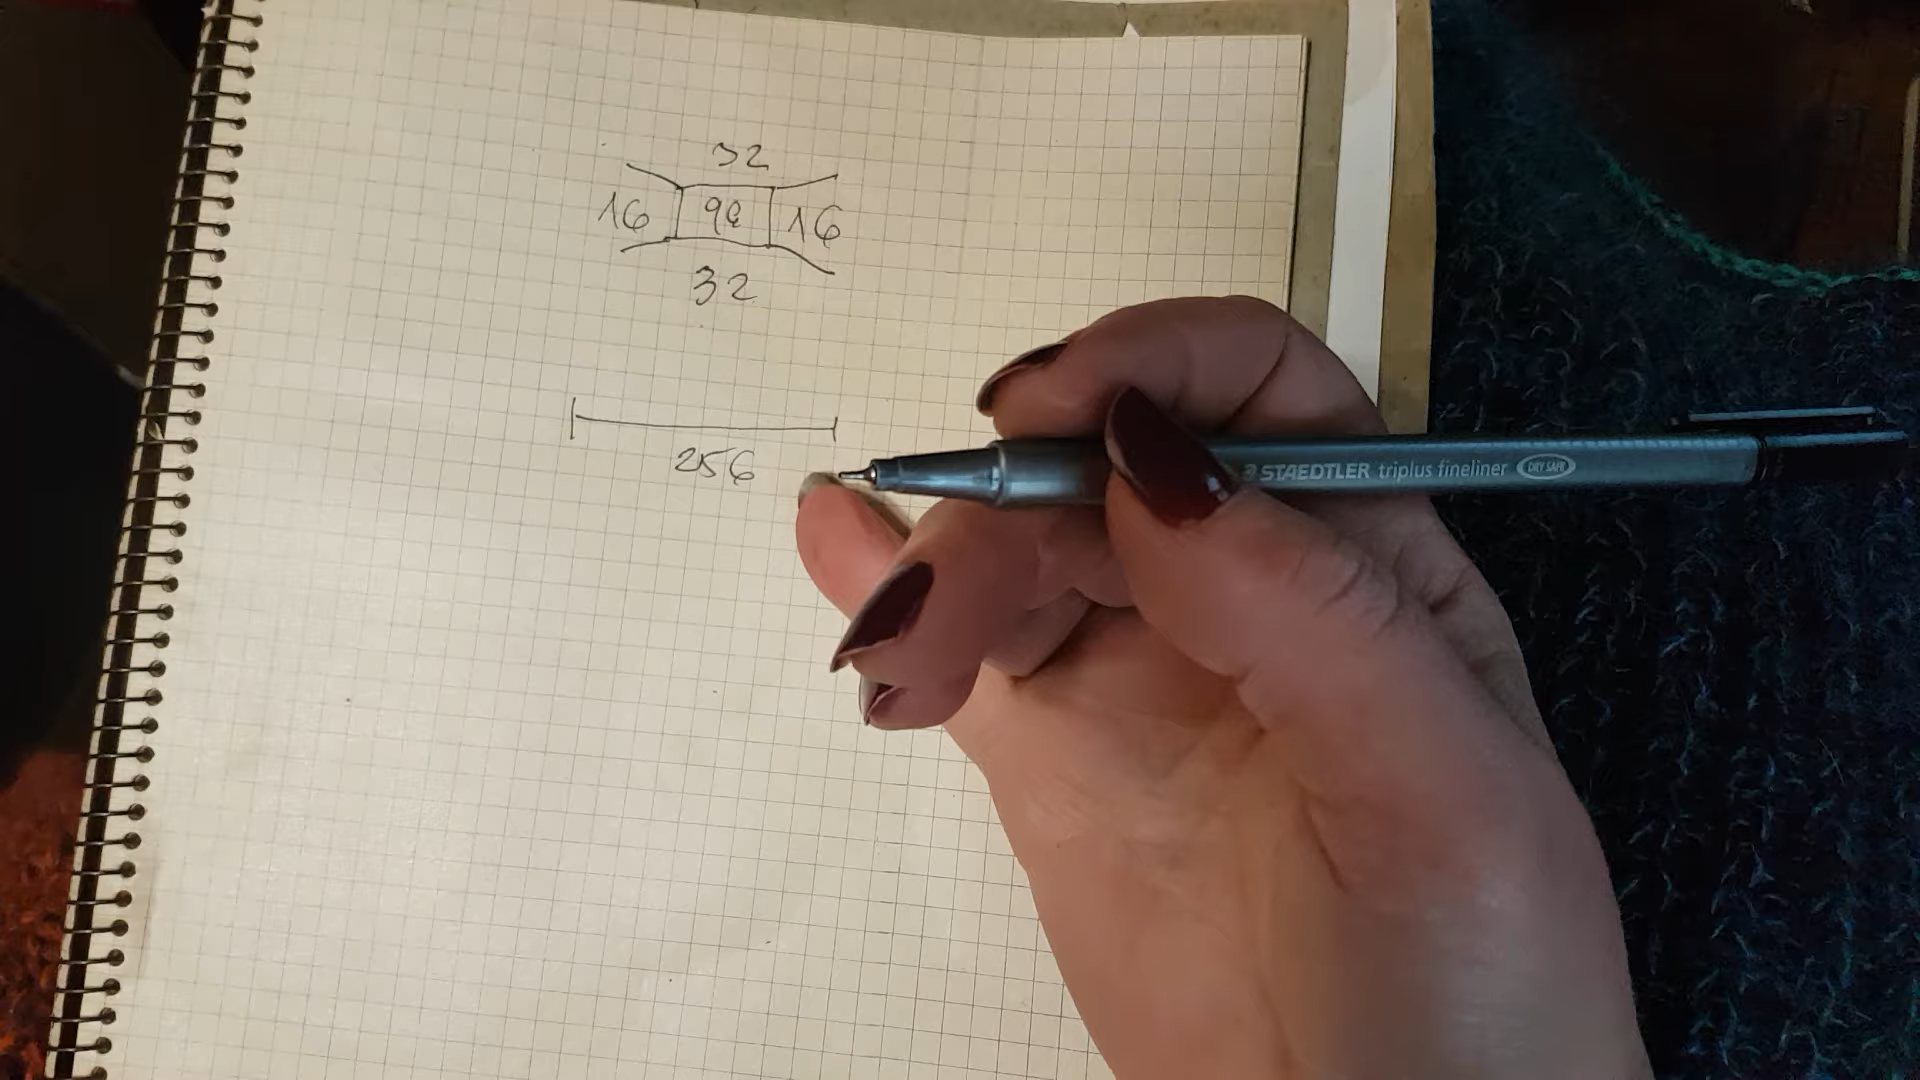 32
16 96 16
32
256
STAEDTLER triplus fineliner DRY SAFE